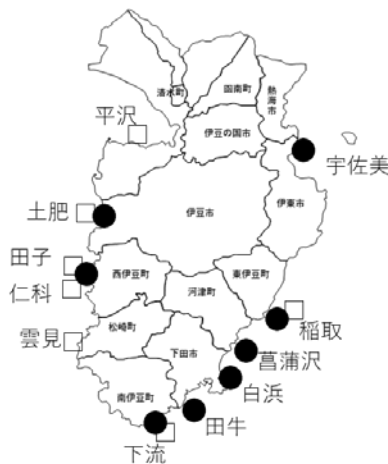 清水町
函南町
熱海市
平沢
伊豆の国市
宇佐美
土肥
伊豆市
伊東市
田子
西伊豆町
東伊豆町
仁科
河津町
稲取
雲見
松崎町
下田市
菖蒲沢
白浜
南伊豆町
田牛
下流